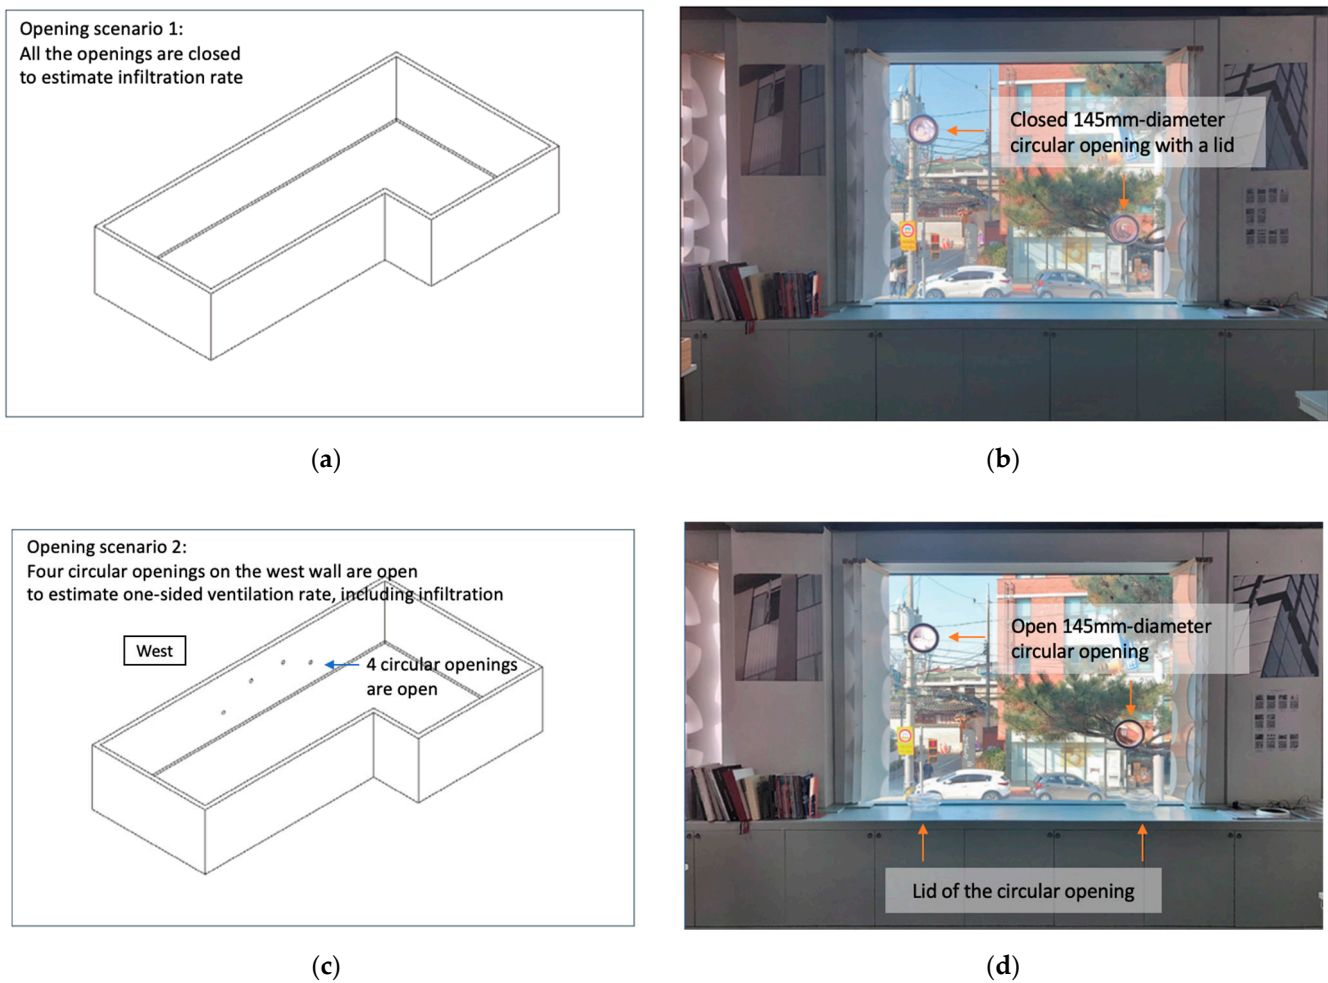 Opening scenario 1:
All the openings are closed
to estimate infiltration rate
Closed 145mm-diameter
circular opening with a lid
(a)
(b)
Opening scenario 2:
Four circular openings on the west wall are open
to estimate one-sided ventilation rate, including infiltration
West
4 circular openings
are open
Open 145mm-diameter
circular opening
Lid of the circular opening
(c)
(d)